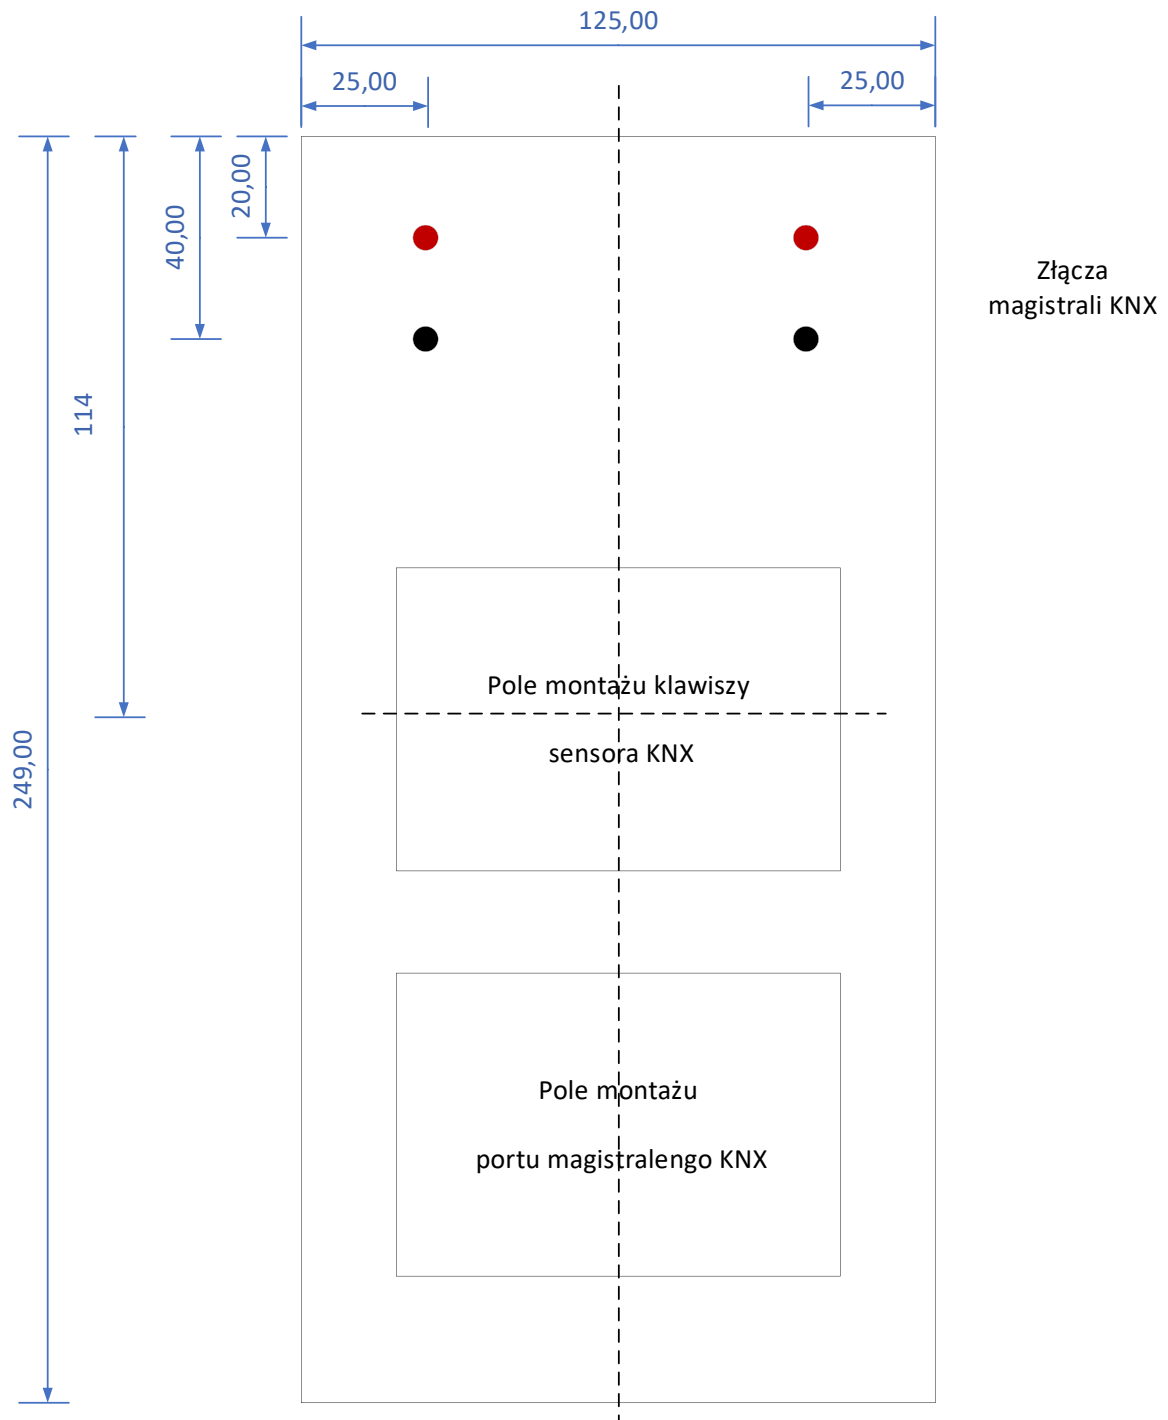 125,00
25,00
25,00
20,00
40,00
Złącza
magistrali KNX
114
Pole montażu klawiszy
sensora KNX
249,00
Pole montażu
portu magistralengo KNX